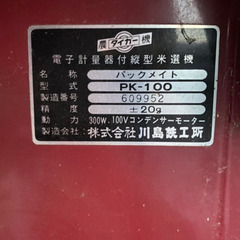 農 タイガー 機
電子計量器付縦型米選機
名称 パックメイト
型式 PK-100
製造番号 609952
精度 ±20g
動力 300W.100Vコンデンサーモーター
製造元 株式会社川島鉄工所